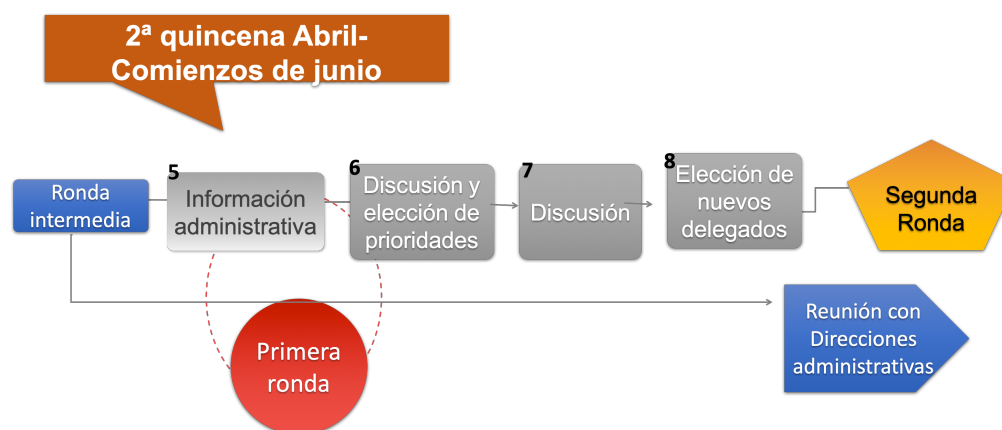 2ª quincena Abril-
Comienzos de junio
Ronda
intermedia
5
Información
administrativa
6
Discusión y
elección de
prioridades
7
Discusión
8
Elección de
nuevos
delegados
Segunda
Ronda
Primera
ronda
Reunión con
Direcciones
administrativas